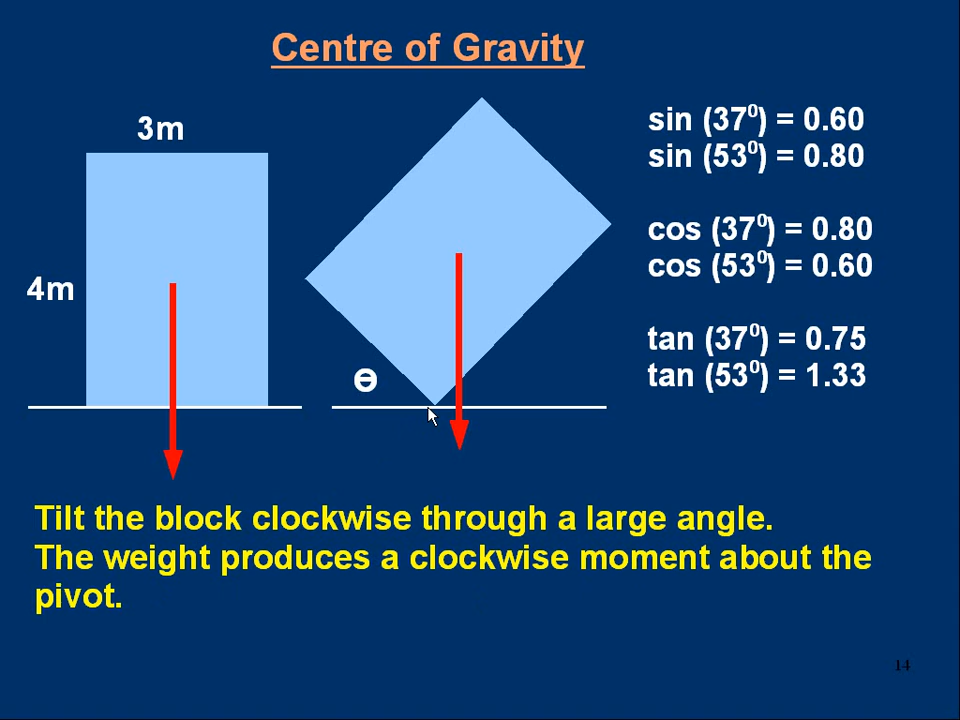 Centre of Gravity
3m
4m
ϴ
sin (37⁰) = 0.60
sin (53⁰) = 0.80
cos (37⁰) = 0.80
cos (53⁰) = 0.60
tan (37⁰) = 0.75
tan (53⁰) = 1.33
Tilt the block clockwise through a large angle.
The weight produces a clockwise moment about the
pivot.
14